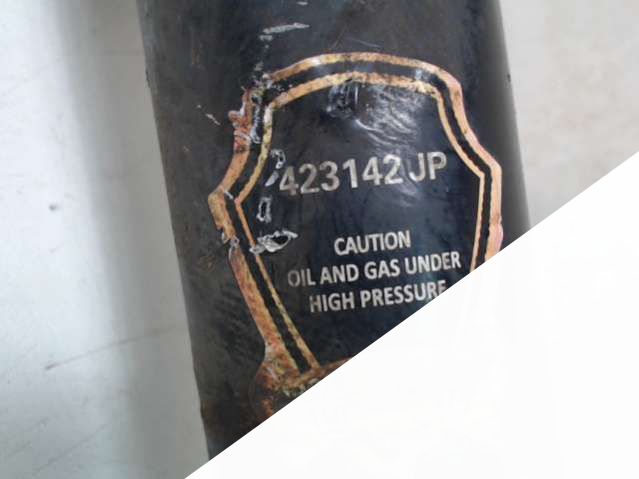 423142JP
CAUTION
OIL AND GAS UNDER
HIGH PRESSURE